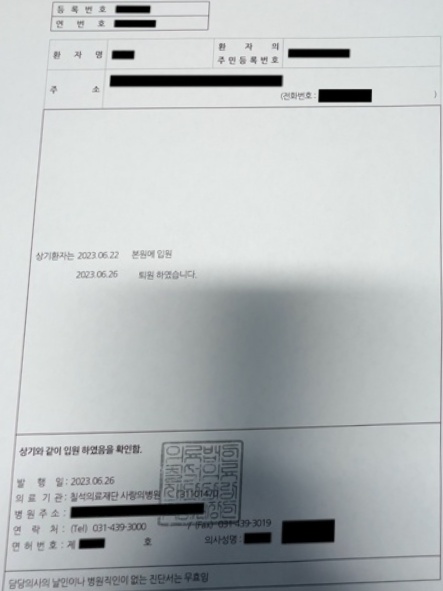 등 록 번 호
연 번 호
환 자 명
환 자 의
주 민 등 록 번 호
주 소
(전화번호 : )
상기환자는 2023.06.22 본원에 입원
2023.06.26 퇴원 하였습니다.
상기와 같이 입원 하였음을 확인함.
발 행 일 : 2023.06.26
의 료 기 관 : 칠석의료재단 사랑의병원 (31101470)
병 원 주 소 :
연 락 처 : (Tel) 031-439-3000 / (Fax) 031-439-3019
면 허 번 호 : 제 호 의사성명 :
담당의사의 날인이나 병원직인이 없는 진단서는 무효임